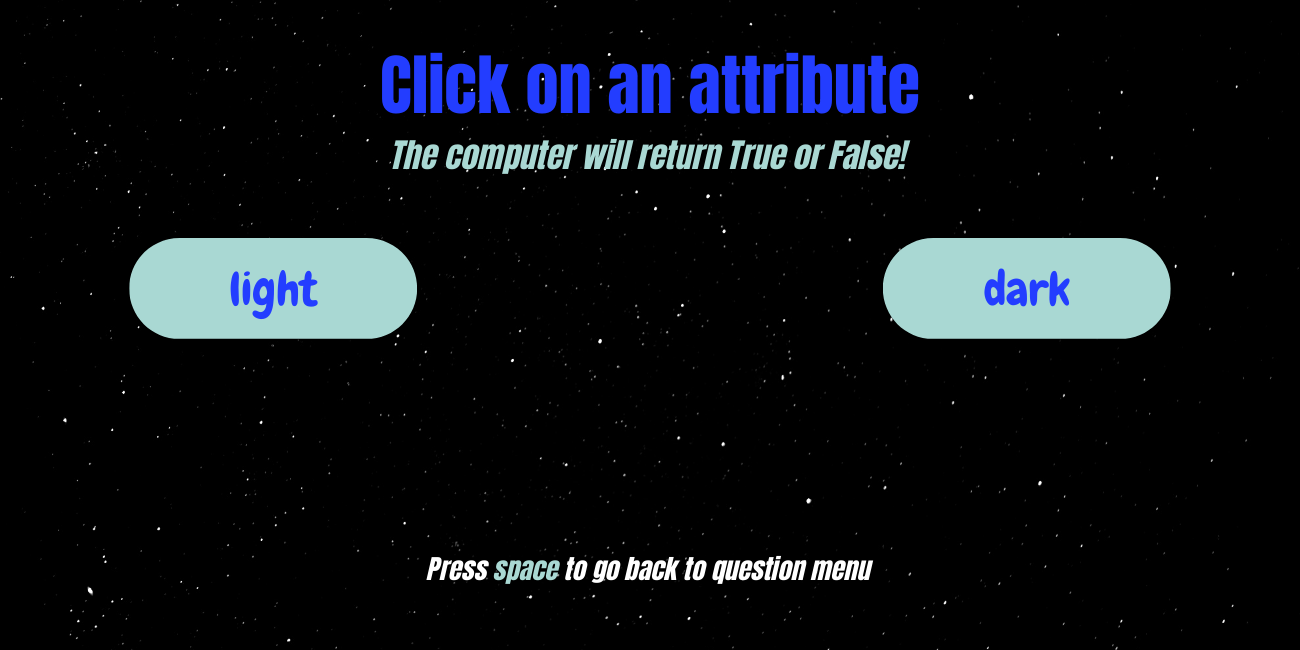 Click on an attribute
The computer will return True or False!
light
dark
Press space to go back to question menu